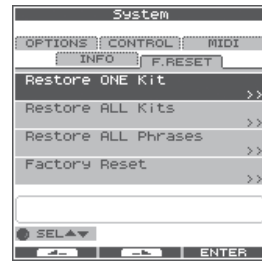 System
OPTIONS CONTROL MIDI
INFO F.RESET
Restore ONE Kit
>>
Restore ALL Kits
>>
Restore ALL Phrases
>>
Factory Reset
>>
SEL▲▼
ENTER